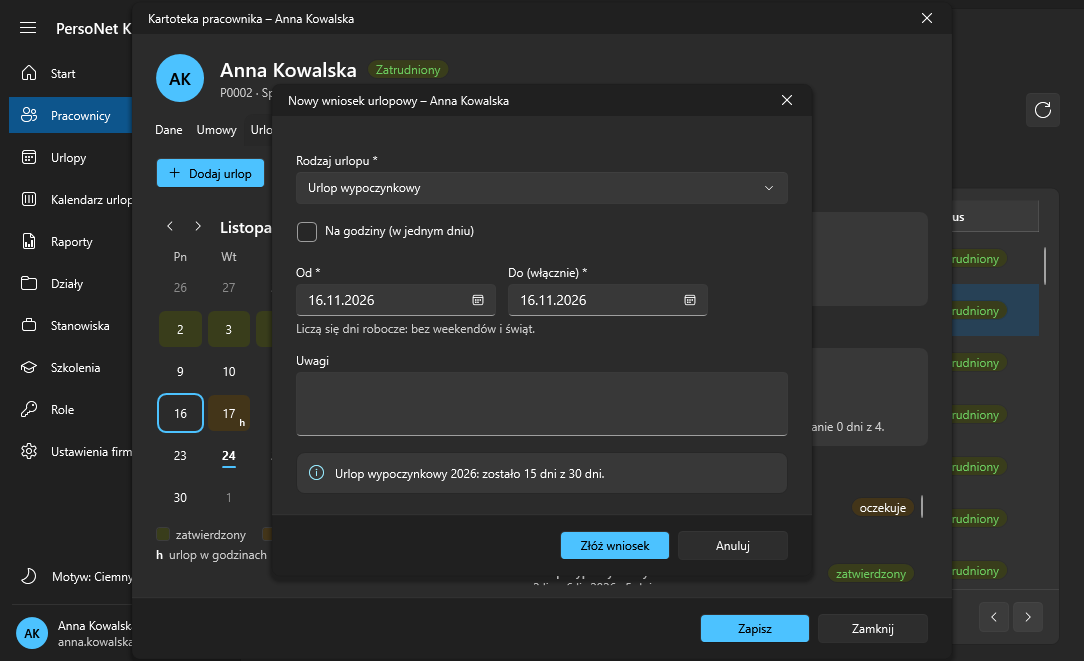 Kartoteka pracownika – Anna Kowalska
PersoNet K
Start
Pracownicy
Urlopy
Kalendarz urlop
Raporty
Działy
Stanowiska
Szkolenia
Role
Ustawienia firm
Motyw: Ciemny
AK
Anna Kowalska
anna.kowalska
AK
Anna Kowalska
Zatrudniony
P0002 · Sp
Dane
Umowy
Urlo
Dodaj urlop
Listopa
Pn Wt
26 27
2 3
9 10
16 17 h
23 24
30 1
zatwierdzony
h urlop w godzinach
Nowy wniosek urlopowy – Anna Kowalska
Rodzaj urlopu *
Urlop wypoczynkowy
Na godziny (w jednym dniu)
Od *
Do (włącznie) *
16.11.2026
16.11.2026
Liczą się dni robocze: bez weekendów i świąt.
Uwagi
Urlop wypoczynkowy 2026: zostało 15 dni z 30 dni.
Złóż wniosek
Anuluj
anie 0 dni z 4.
oczekuje
zatwierdzony
Zapisz
Zamknij
us
rudniony
rudniony
rudniony
rudniony
rudniony
rudniony
rudniony